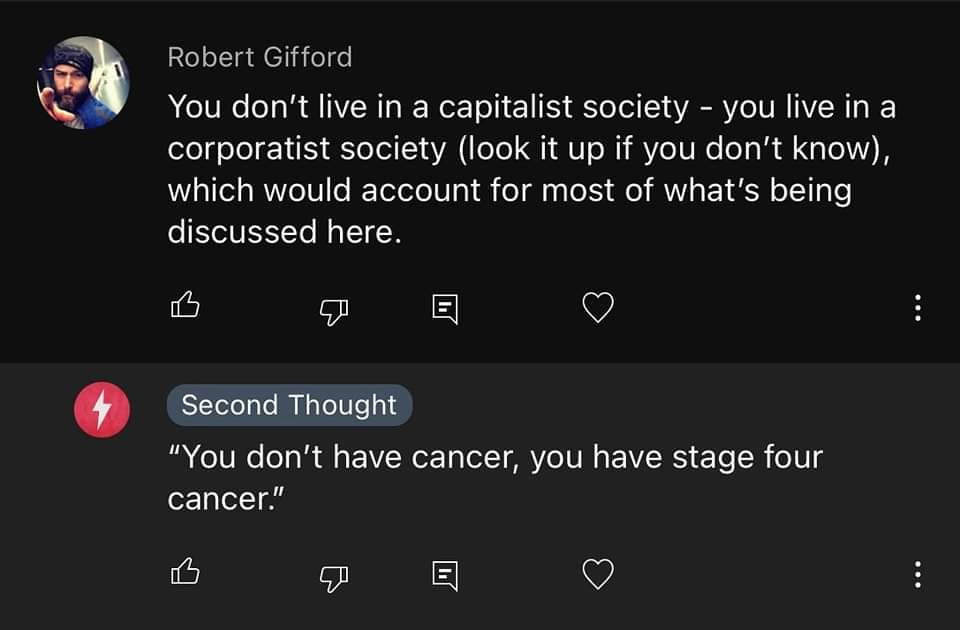 Robert Gifford
You don’t live in a capitalist society - you live in a
corporatist society (look it up if you don’t know),
which would account for most of what’s being
discussed here.
Second Thought
“You don’t have cancer, you have stage four
cancer.”